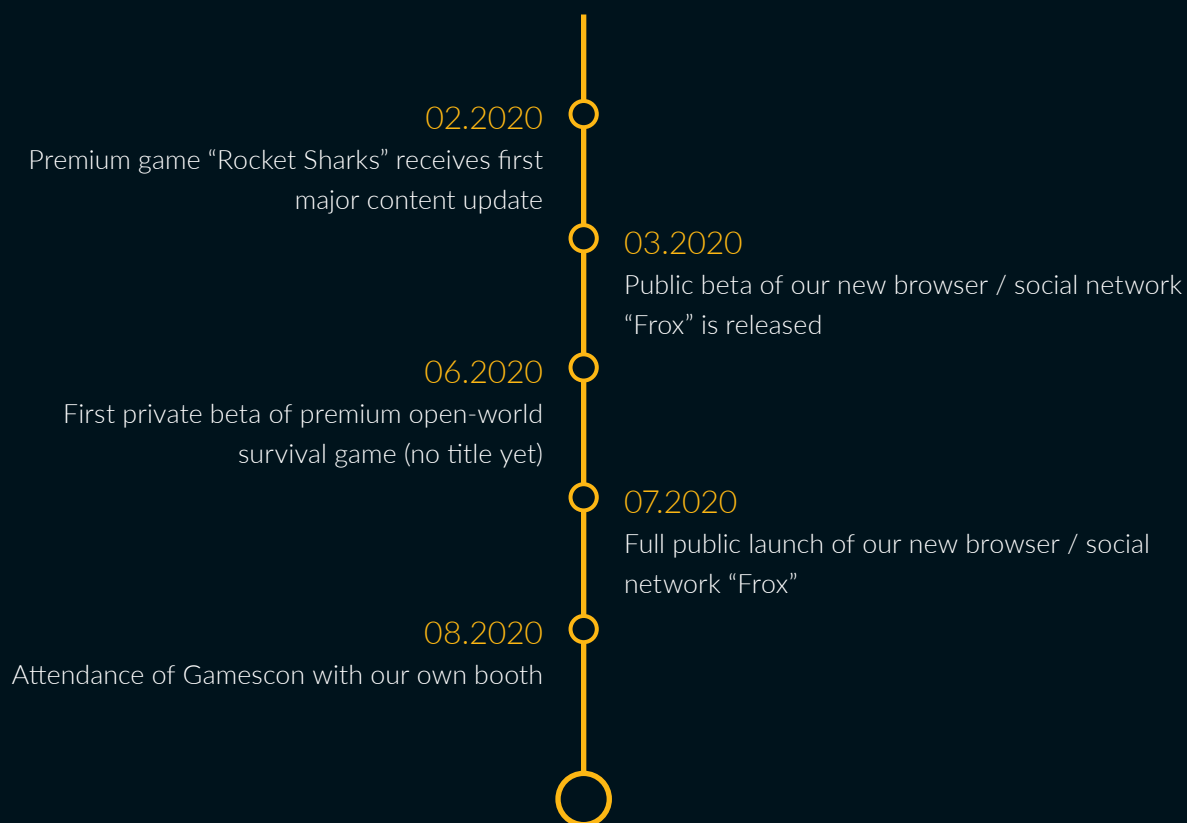 02.2020
Premium game “Rocket Sharks” receives first
major content update
03.2020
Public beta of our new browser / social network
“Frox” is released
06.2020
First private beta of premium open-world
survival game (no title yet)
07.2020
Full public launch of our new browser / social
network “Frox”
08.2020
Attendance of Gamescon with our own booth